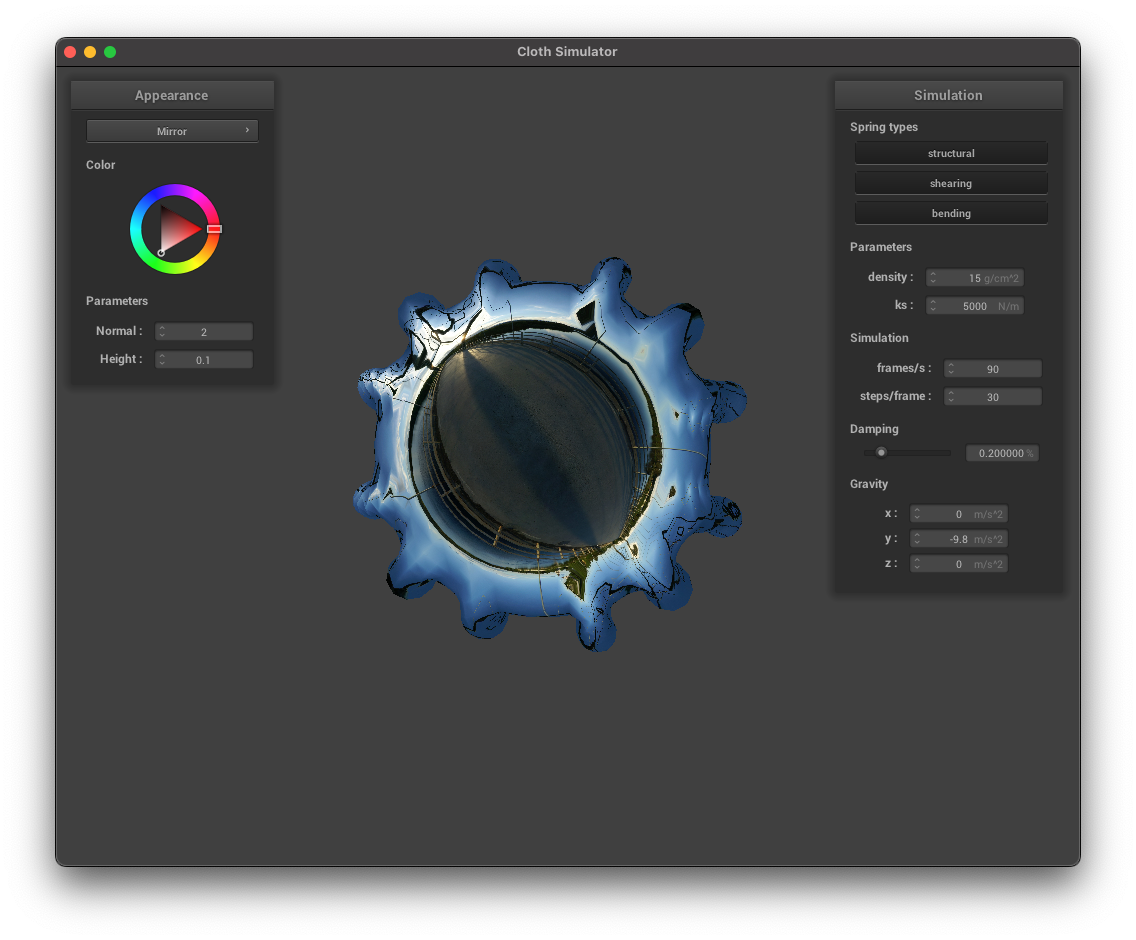 Cloth Simulator
Appearance
Mirror ›
Color
Parameters
Normal : 2
Height : 0.1
Simulation
Spring types
structural
shearing
bending
Parameters
density : 15 g/cm^2
ks : 5000 N/m
Simulation
frames/s : 90
steps/frame : 30
Damping
0.200000 %
Gravity
x : 0 m/s^2
y : -9.8 m/s^2
z : 0 m/s^2